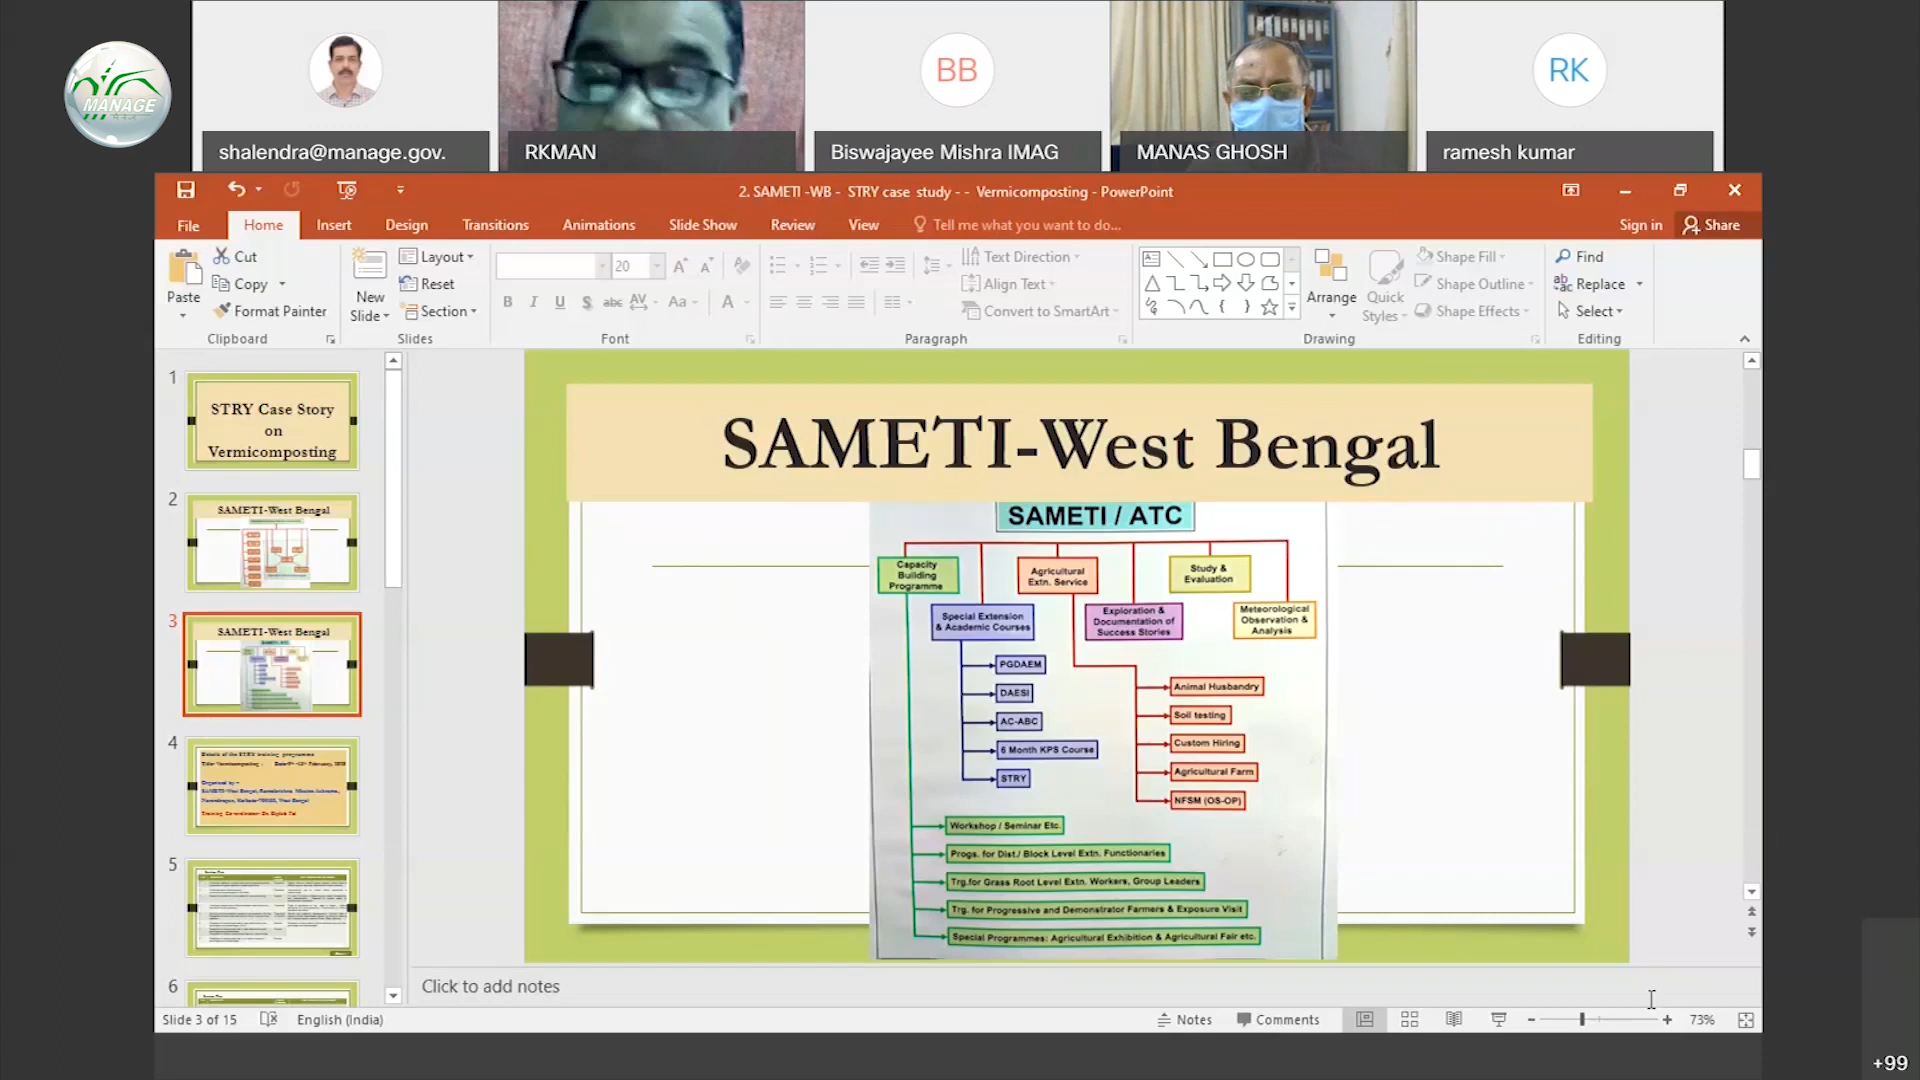 MANAGE
BB
RK
shalendra@manage.gov.
RKMAN
Biswajayee Mishra IMAG
MANAS GHOSH
ramesh kumar
2. SAMETI -WB - STRY case study - - Vermicomposting - PowerPoint
File
Home
Insert
Design
Transitions
Animations
Slide Show
Review
View
Tell me what you want to do...
Sign in
Share
Paste
Cut
Copy
Format Painter
Clipboard
New
Slide
Layout
Reset
Section
Slides
20
B I U S abc AV Aa A
Font
Text Direction
Align Text
Convert to SmartArt
Paragraph
Arrange
Quick
Styles
Shape Fill
Shape Outline
Shape Effects
Drawing
Find
Replace
Select
Editing
1
STRY Case Story
on
Vermicomposting
2
SAMETI-West Bengal
3
SAMETI-West Bengal
4
5
6
SAMETI-West Bengal
SAMETI / ATC
Capacity
Building
Programme
Agricultural
Extn. Service
Study &
Evaluation
Special Extension
& Academic Courses
Exploration &
Documentation of
Success Stories
Meteorological
Observation &
Analysis
PGDAEM
DAESI
AC-ABC
6 Month KPS Course
STRY
Animal Husbandry
Soil testing
Custom Hiring
Agricultural Farm
NFSM (OS-OP)
Workshop / Seminar Etc.
Progs. for Dist./ Block Level Extn. Functionaries
Trg.for Grass Root Level Extn. Workers, Group Leaders
Trg. for Progressive and Demonstrator Farmers & Exposure Visit
Special Programmes: Agricultural Exhibition & Agricultural Fair etc.
Click to add notes
Slide 3 of 15
English (India)
Notes
Comments
73%
+99